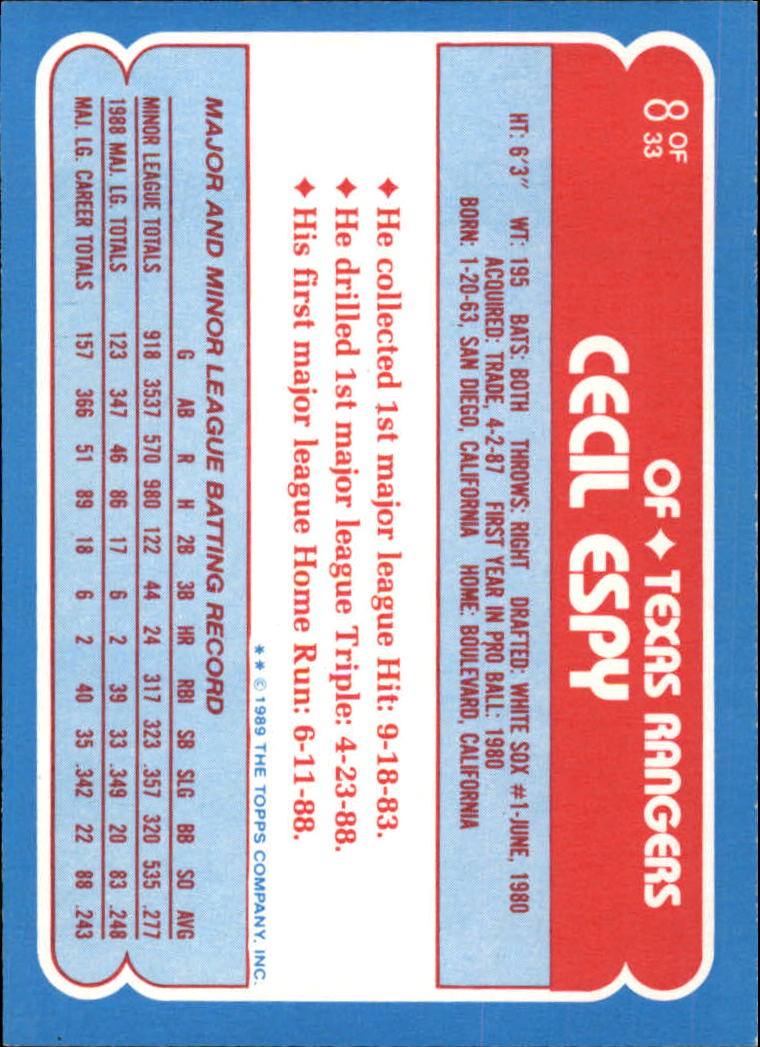 8 OF 33
OF ✦ TEXAS RANGERS
CECIL ESPY
HT: 6'3" WT: 195 BATS: BOTH THROWS: RIGHT DRAFTED: WHITE SOX #1-JUNE, 1980
ACQUIRED: TRADE, 4-2-87 FIRST YEAR IN PRO BALL: 1980
BORN: 1-20-63, SAN DIEGO, CALIFORNIA HOME: BOULEVARD, CALIFORNIA
✦ He collected 1st major league Hit: 9-18-83.
✦ He drilled 1st major league Triple: 4-23-88.
✦ His first major league Home Run: 6-11-88.
** © 1989 THE TOPPS COMPANY, INC.
MAJOR AND MINOR LEAGUE BATTING RECORD
G AB R H 2B 3B HR RBI SB SLG BB SO AVG
MINOR LEAGUE TOTALS 918 3537 570 980 122 44 24 317 323 .357 320 535 .277
1988 MAJ. LG. TOTALS 123 347 46 86 17 6 2 39 33 .349 20 83 .248
MAJ. LG. CAREER TOTALS 157 366 51 89 18 6 2 40 35 .342 22 88 .243